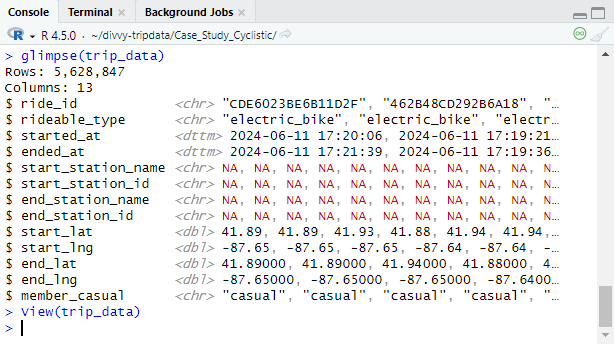 Console Terminal × Background Jobs ×
R 4.5.0 · ~/divvy-tripdata/Case_Study_Cyclistic/
> glimpse(trip_data)
Rows: 5,628,847
Columns: 13
$ ride_id <chr> "CDE6023BE6B11D2F", "462B48CD292B6A18", "…
$ rideable_type <chr> "electric_bike", "electric_bike", "electr…
$ started_at <dttm> 2024-06-11 17:20:06, 2024-06-11 17:19:21…
$ ended_at <dttm> 2024-06-11 17:21:39, 2024-06-11 17:19:36…
$ start_station_name <chr> NA, NA, NA, NA, NA, NA, NA, NA, NA, NA, N…
$ start_station_id <chr> NA, NA, NA, NA, NA, NA, NA, NA, NA, NA, N…
$ end_station_name <chr> NA, NA, NA, NA, NA, NA, NA, NA, NA, NA, N…
$ end_station_id <chr> NA, NA, NA, NA, NA, NA, NA, NA, NA, NA, N…
$ start_lat <dbl> 41.89, 41.89, 41.93, 41.88, 41.94, 41.94,…
$ start_lng <dbl> -87.65, -87.65, -87.65, -87.64, -87.64, -…
$ end_lat <dbl> 41.89000, 41.89000, 41.94000, 41.88000, 4…
$ end_lng <dbl> -87.65000, -87.65000, -87.65000, -87.6400…
$ member_casual <chr> "casual", "casual", "casual", "casual", "…
> View(trip_data)
>